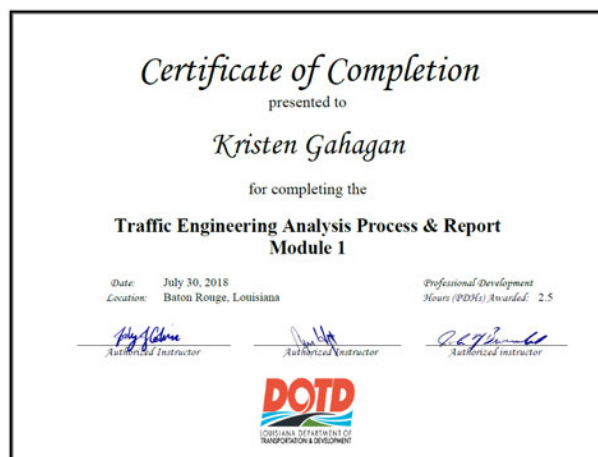 Certificate of Completion
presented to
Kristen Gahagan
for completing the
Traffic Engineering Analysis Process & Report
Module 1
Date: July 30, 2018
Location: Baton Rouge, Louisiana
Professional Development
Hours (PDHs) Awarded: 2.5
Authorized Instructor
Authorized Instructor
Authorized instructor
DOTD
LOUISIANA DEPARTMENT OF
TRANSPORTATION & DEVELOPMENT